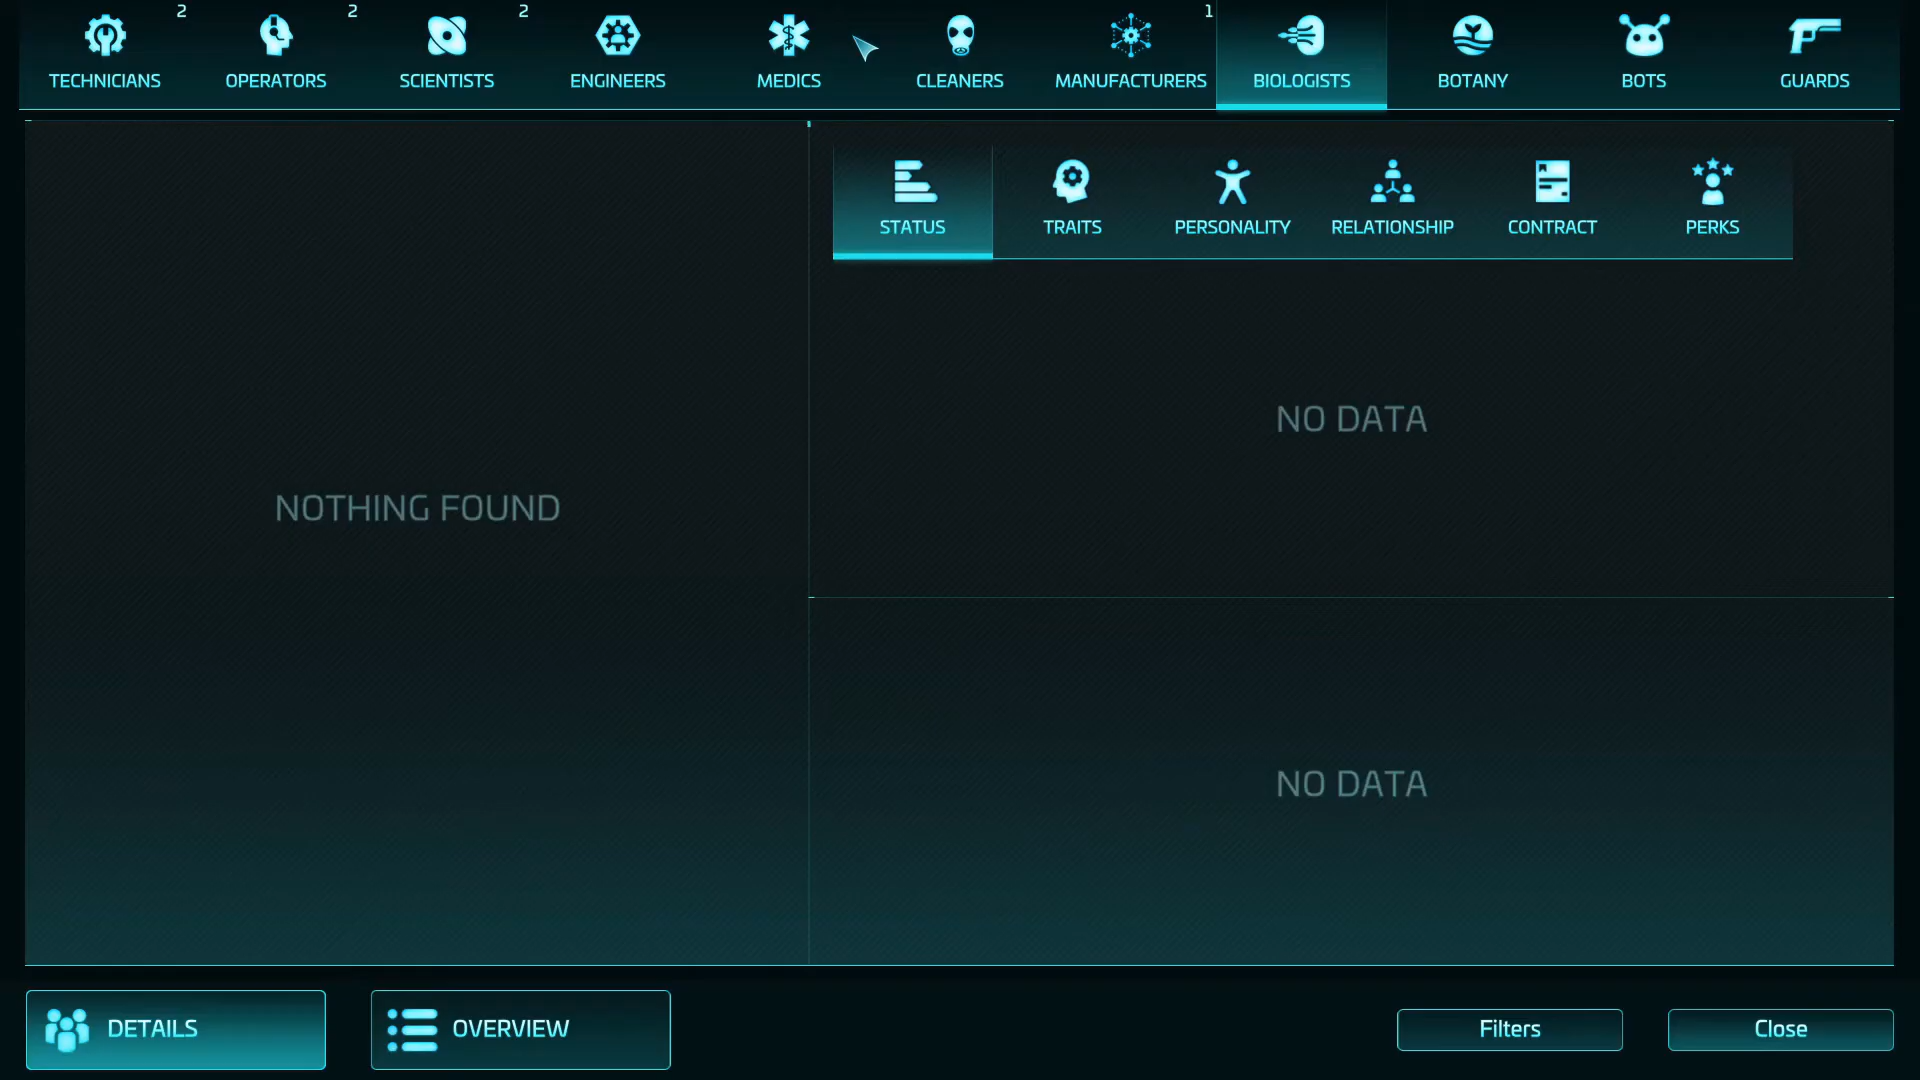 2
2
2
1
TECHNICIANS
OPERATORS
SCIENTISTS
ENGINEERS
MEDICS
CLEANERS
MANUFACTURERS
BIOLOGISTS
BOTANY
BOTS
GUARDS
STATUS
TRAITS
PERSONALITY
RELATIONSHIP
CONTRACT
PERKS
NO DATA
NOTHING FOUND
NO DATA
DETAILS
OVERVIEW
Filters
Close